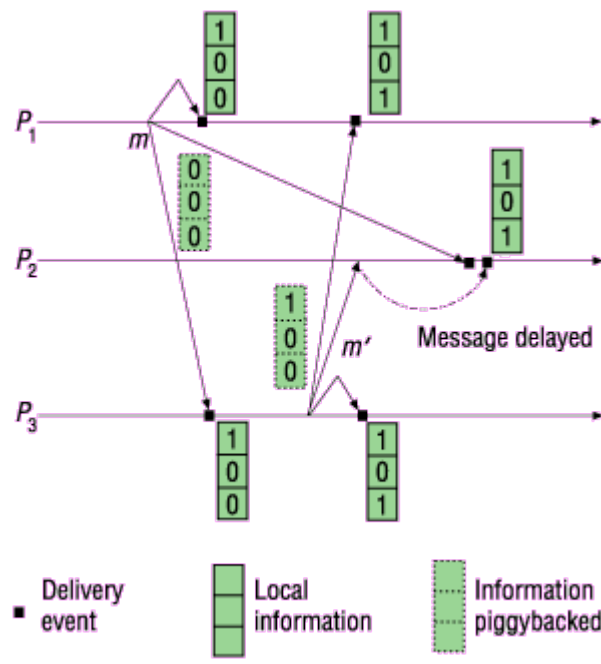 1 1
0 0
0 1
P1
m
0
0
0
1
0
1
P2
1
0
0
m′
Message delayed
P3
1 1
0 0
0 1
Delivery
event
Local
information
Information
piggybacked